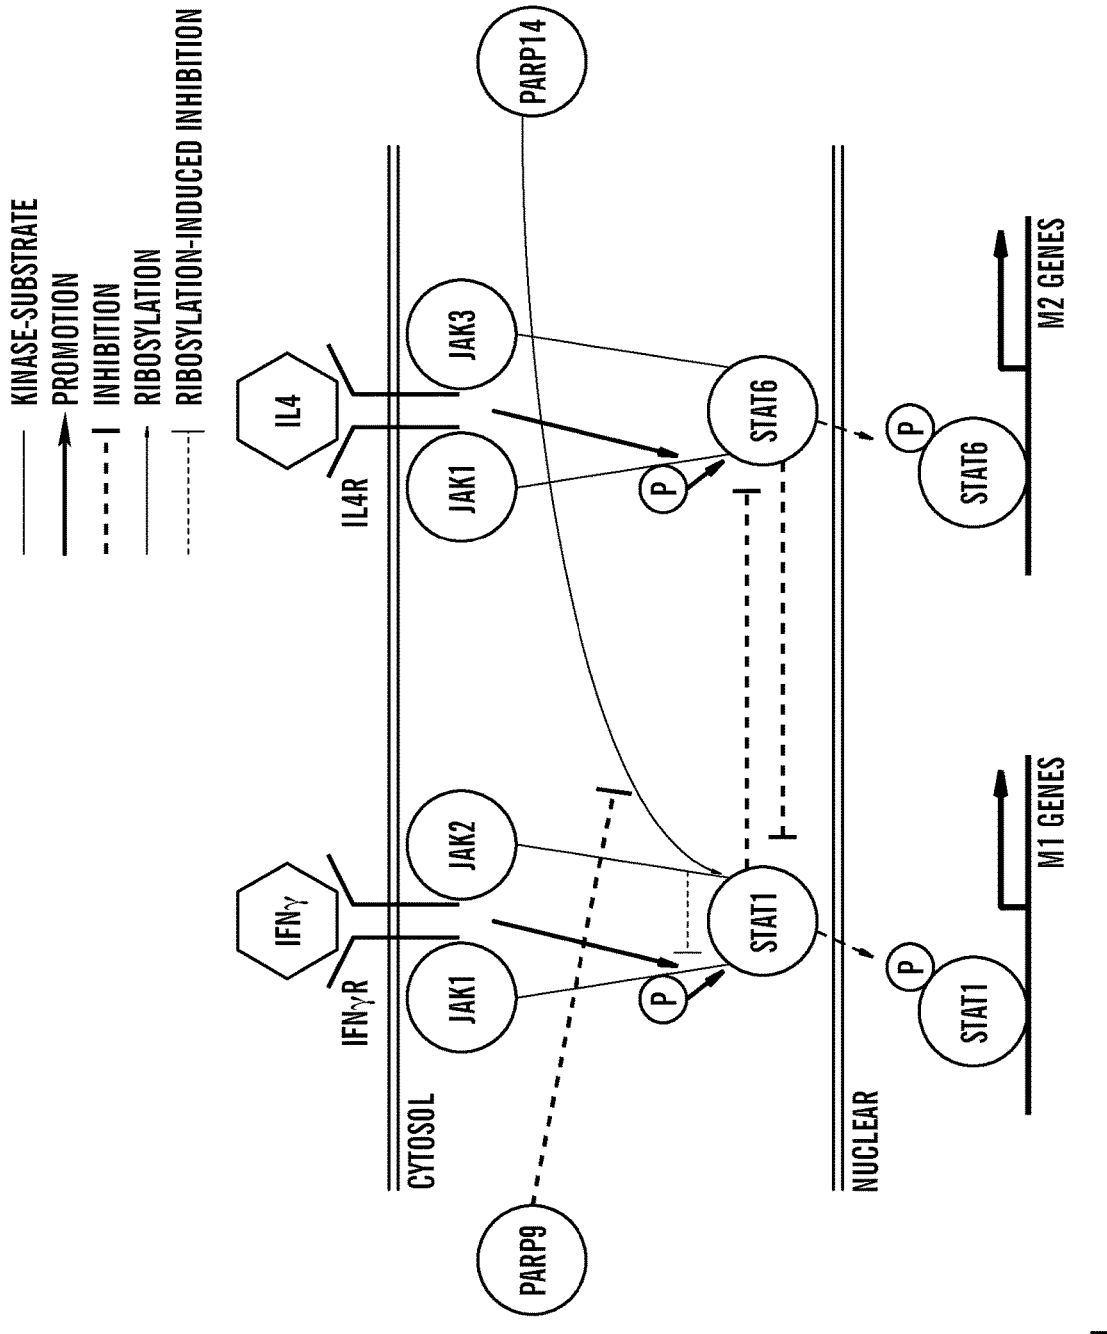 KINASE-SUBSTRATE
PROMOTION
INHIBITION
RIBOSYLATION
RIBOSYLATION-INDUCED INHIBITION
IFNγ
IL4
IFNγR
IL4R
CYTOSOL
JAK1
JAK2
JAK1
JAK3
PARP9
PARP14
P
P
STAT1
STAT6
NUCLEAR
P
P
STAT1
STAT6
M1 GENES
M2 GENES